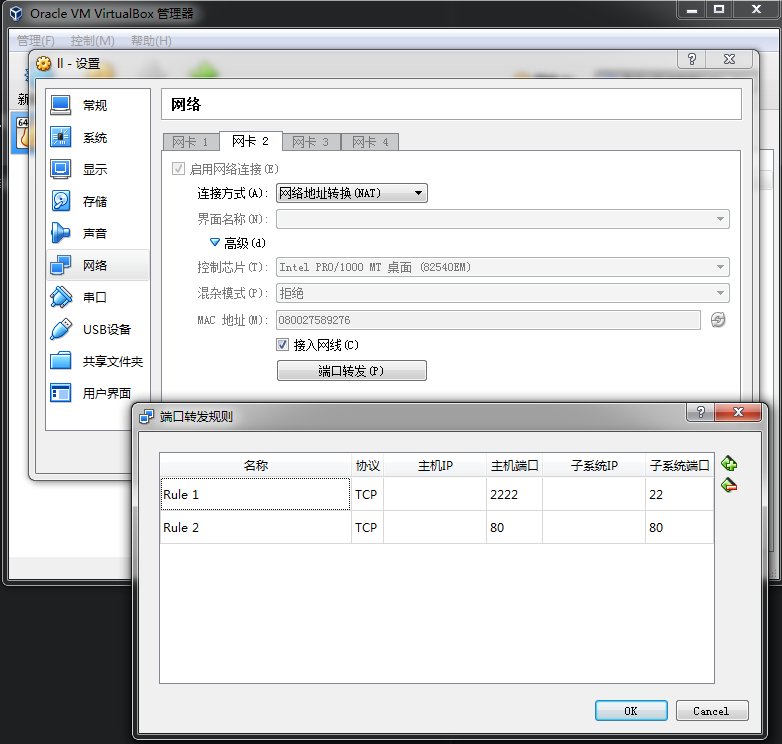 Oracle VM VirtualBox 管理器
管理(F) 控制(M) 帮助(H)
ll - 设置
新
64
常规
系统
显示
存储
声音
网络
串口
USB设备
共享文件夹
用户界面
网络
网卡 1 网卡 2 网卡 3 网卡 4
启用网络连接(E)
连接方式(A): 网络地址转换(NAT)
界面名称(N):
高级(d)
控制芯片(T): Intel PRO/1000 MT 桌面 (82540EM)
混杂模式(P): 拒绝
MAC 地址(M): 080027589276
接入网线(C)
端口转发(P)
端口转发规则
名称 协议 主机IP 主机端口 子系统IP 子系统端口
Rule 1 TCP 2222 22
Rule 2 TCP 80 80
OK Cancel